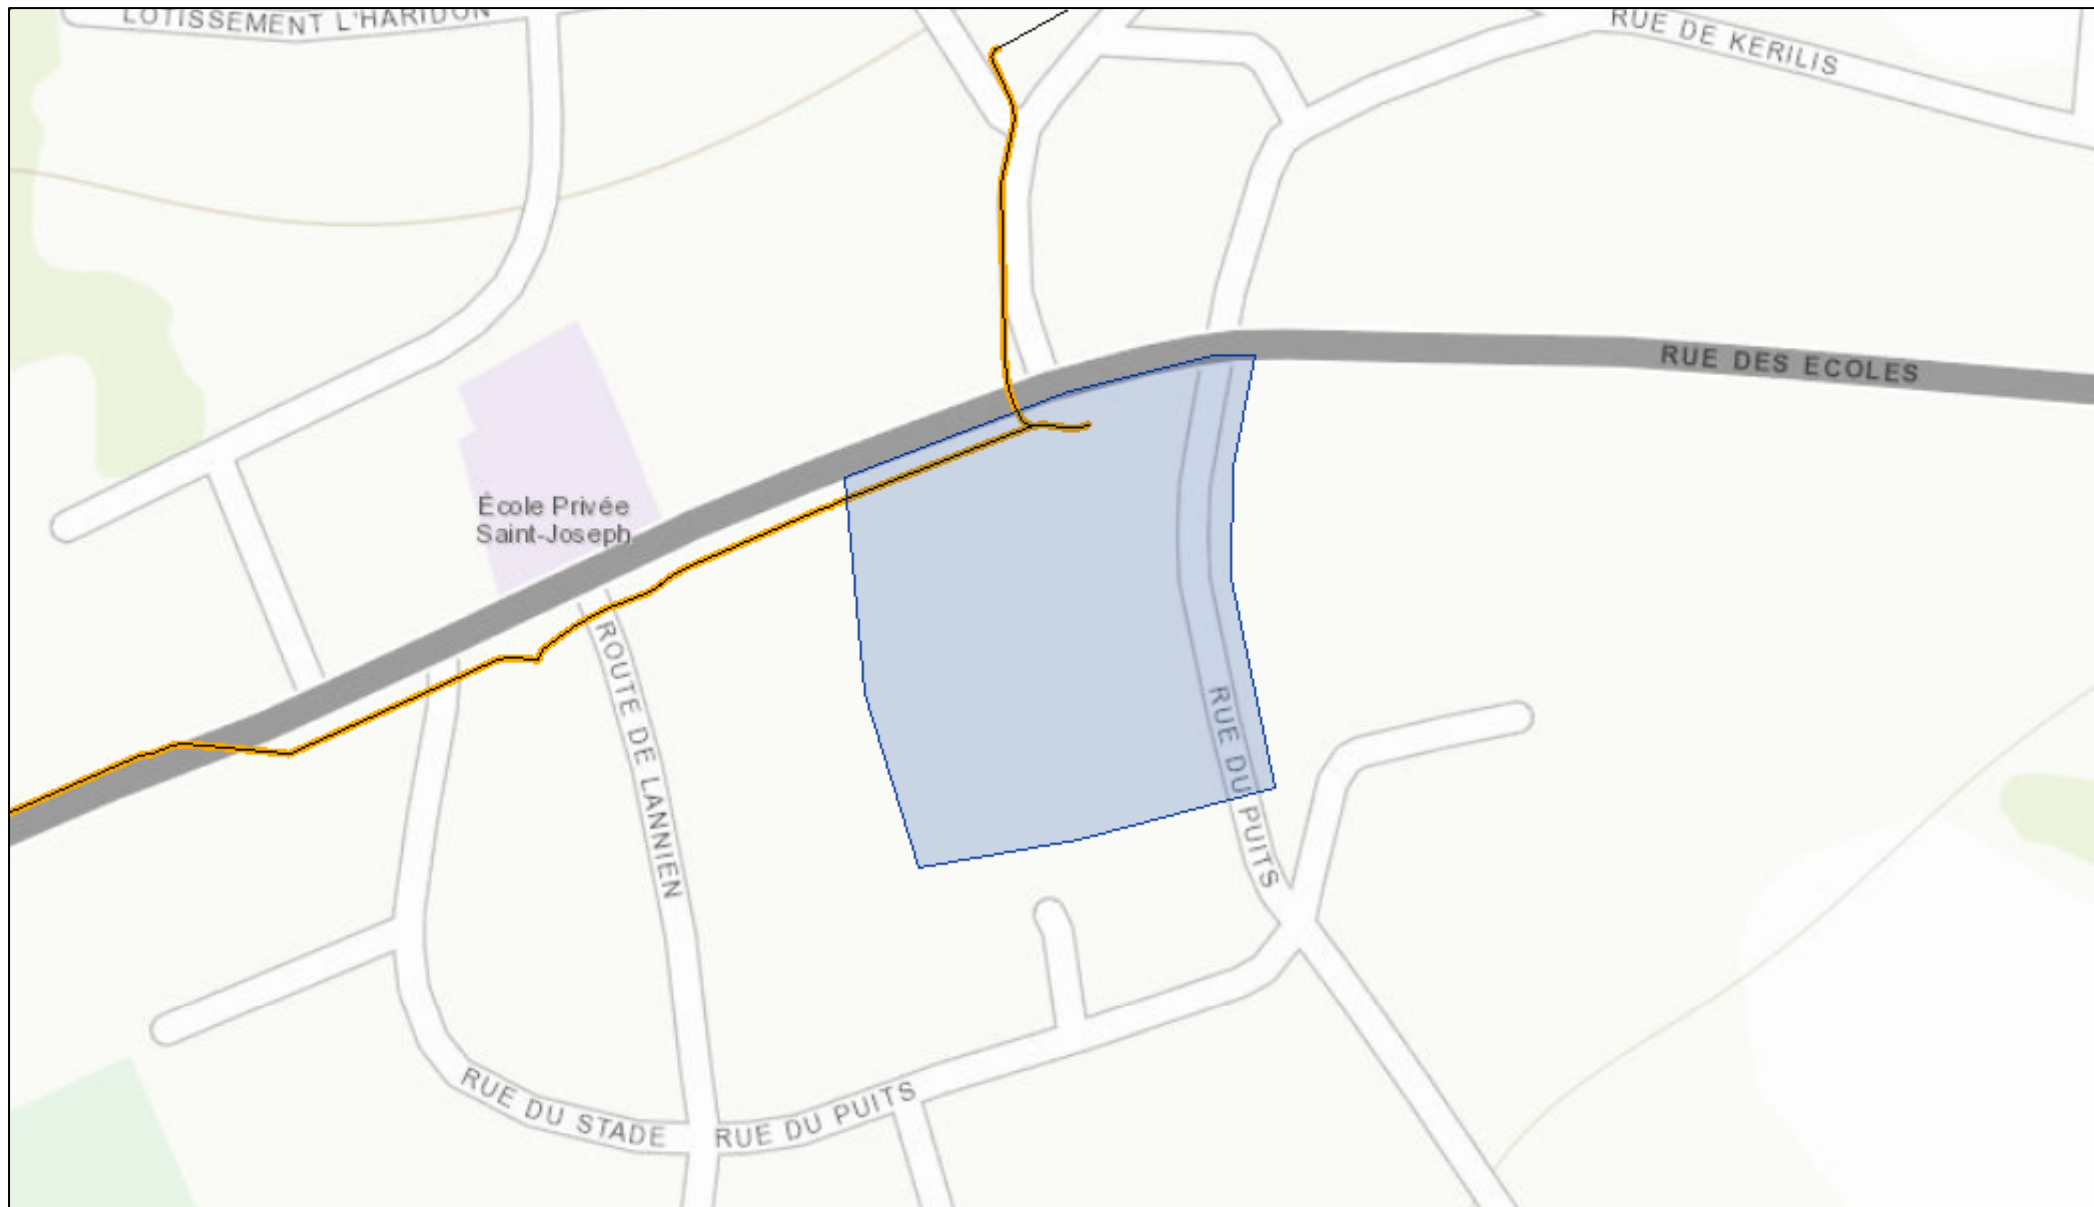 LOTISSEMENT L'HARIDON
RUE DE KERILIS
RUE DES ECOLES
École Privée
Saint-Joseph
ROUTE DE LANNIEN
RUE DU PUITS
RUE DU STADE
RUE DU PUITS